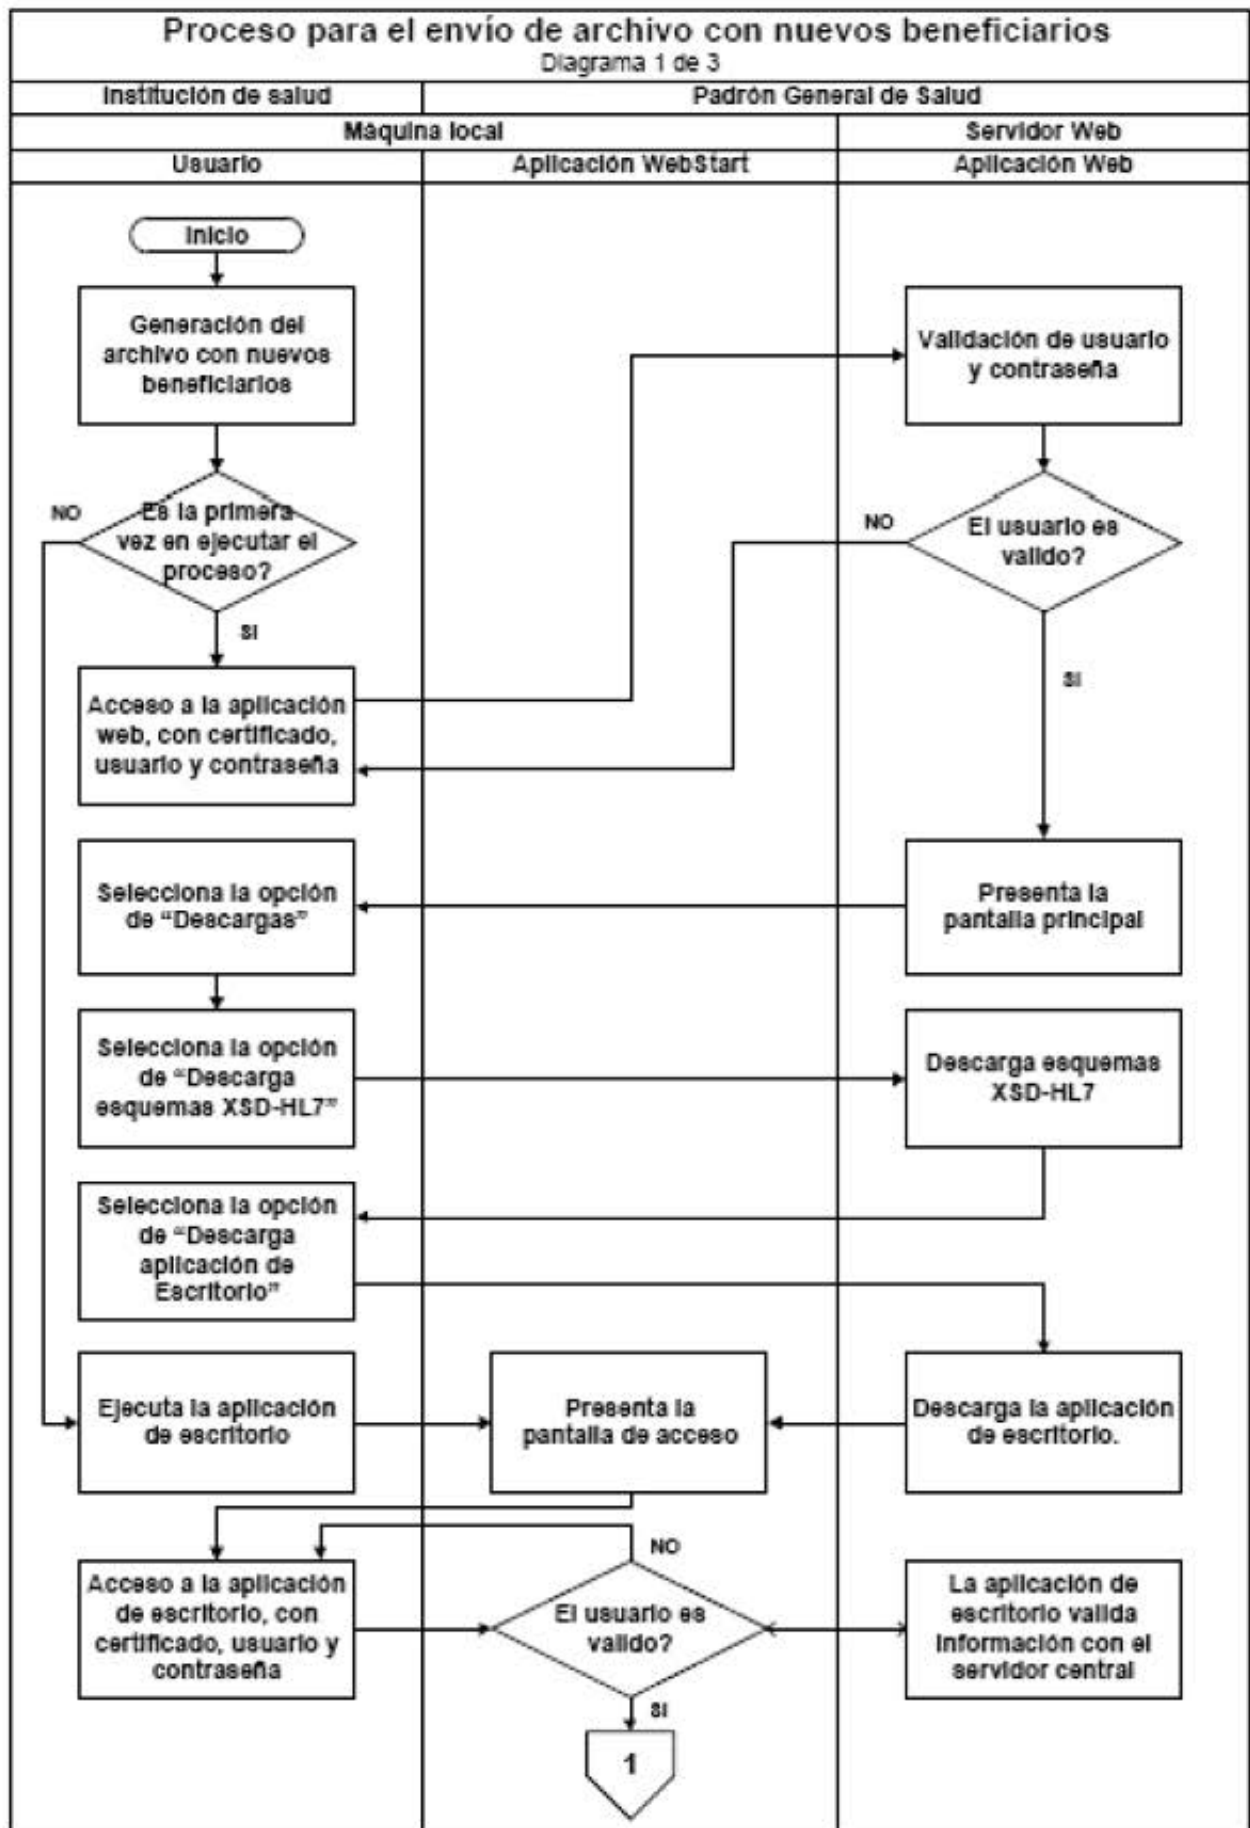 Proceso para el envío de archivo con nuevos beneficiarios
Diagrama 1 de 3
Institución de salud
Padrón General de Salud
Máquina local
Servidor Web
Usuario
Aplicación WebStart
Aplicación Web
Inicio
Generación del
archivo con nuevos
beneficiarios
Validación de usuario
y contraseña
NO
Es la primera
vez en ejecutar el
proceso?
SI
NO
El usuario es
valido?
SI
Acceso a la aplicación
web, con certificado,
usuario y contraseña
Selecciona la opción
de “Descargas”
Presenta la
pantalla principal
Selecciona la opción
de “Descarga
esquemas XSD-HL7”
Descarga esquemas
XSD-HL7
Selecciona la opción
de “Descarga
aplicación de
Escritorio”
Ejecuta la aplicación
de escritorio
Presenta la
pantalla de acceso
Descarga la aplicación
de escritorio.
Acceso a la aplicación
de escritorio, con
certificado, usuario y
contraseña
NO
El usuario es
valido?
SI
La aplicación de
escritorio valida
información con el
servidor central
1